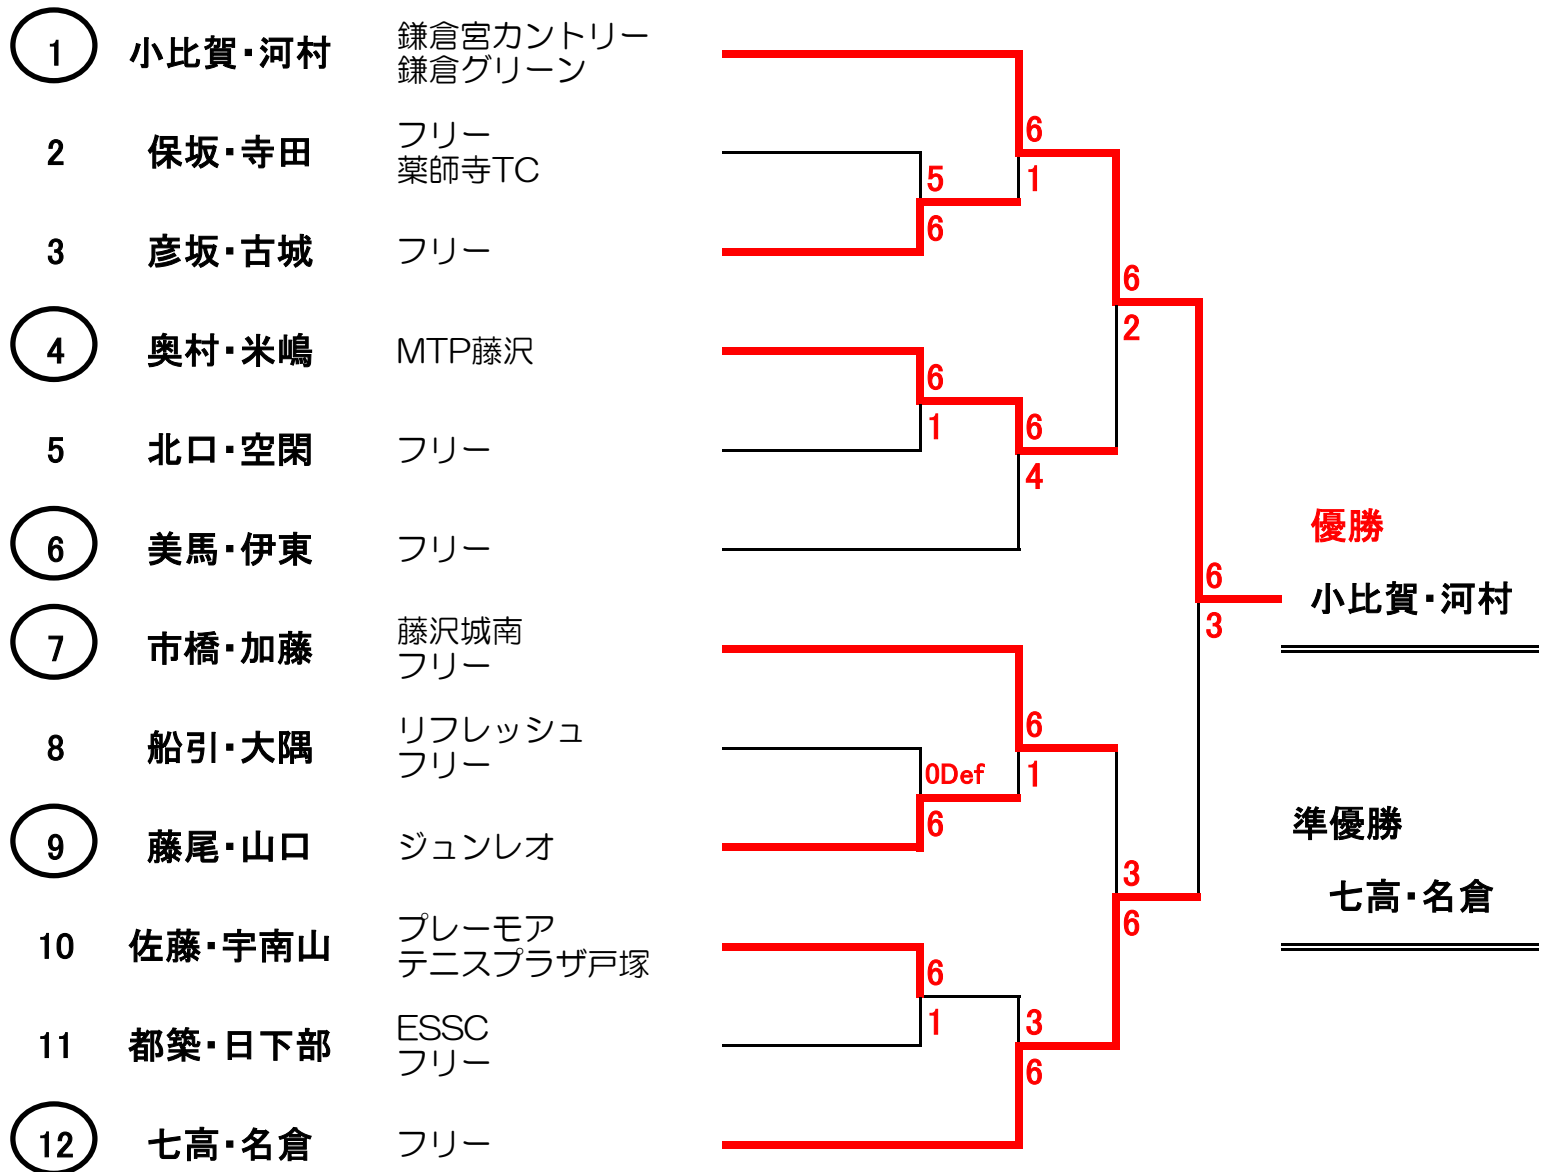 1 小比賀・河村 鎌倉宮カントリー
鎌倉グリーン
2 保坂・寺田 フリー
薬師寺TC
3 彦坂・古城 フリー
4 奥村・米嶋 MTP藤沢
5 北口・空閑 フリー
6 美馬・伊東 フリー
7 市橋・加藤 藤沢城南
フリー
8 船引・大隅 リフレッシュ
フリー
9 藤尾・山口 ジュンレオ
10 佐藤・宇南山 プレーモア
テニスプラザ戸塚
11 都築・日下部 ESSC
フリー
12 七高・名倉 フリー
5
6
6
1
0Def
6
6
1
6
1
6
4
6
1
3
6
6
2
3
6
6
3
優勝
小比賀・河村
準優勝
七高・名倉